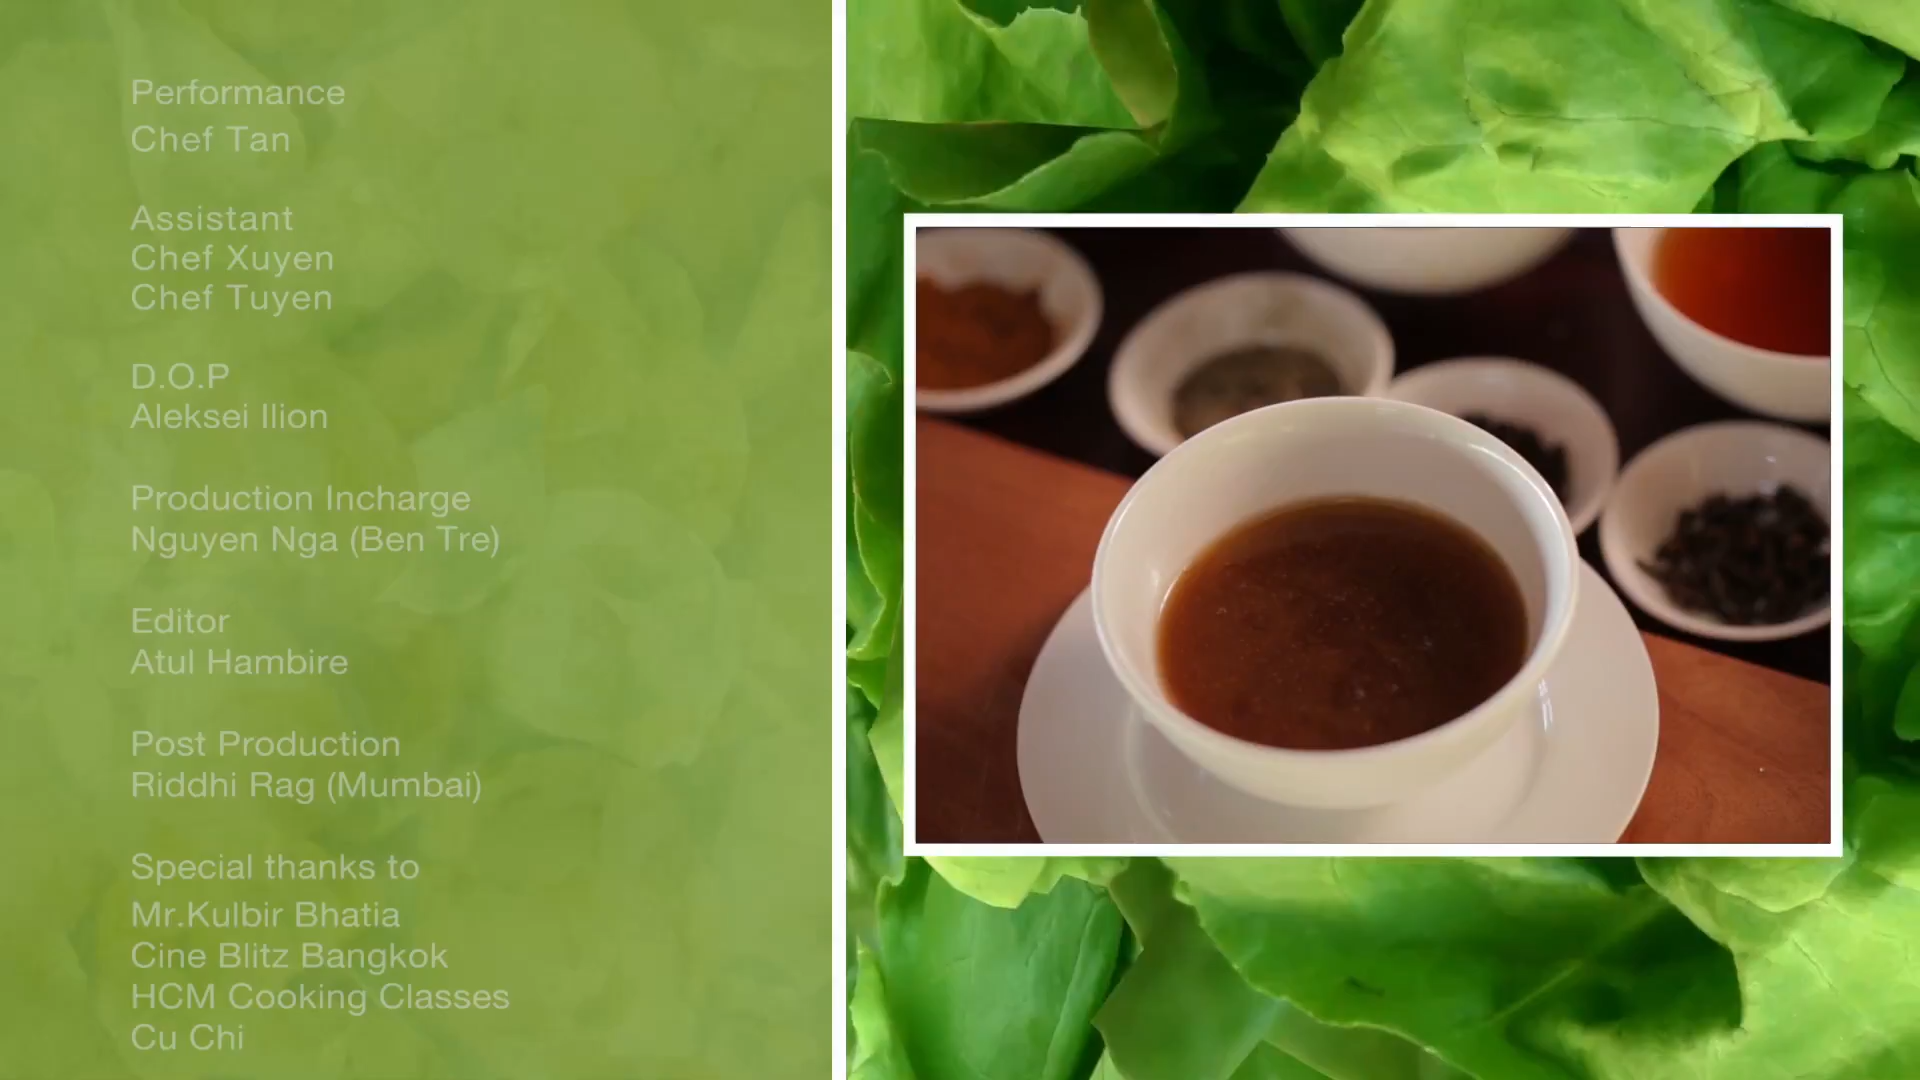 Performance
Chef Tan
Assistant
Chef Xuyen
Chef Tuyen
D.O.P
Aleksei Ilion
Production Incharge
Nguyen Nga (Ben Tre)
Editor
Atul Hambire
Post Production
Riddhi Rag (Mumbai)
Special thanks to
Mr.Kulbir Bhatia
Cine Blitz Bangkok
HCM Cooking Classes
Cu Chi